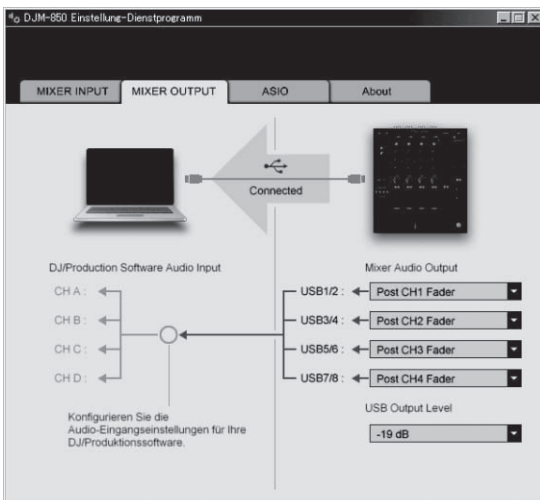 DJM-850 Einstellung-Dienstprogramm
MIXER INPUT MIXER OUTPUT ASIO About
Connected
DJ/Production Software Audio Input
Mixer Audio Output
CH A :
USB1/2 : Post CH1 Fader
CH B :
USB3/4 : Post CH2 Fader
CH C :
USB5/6 : Post CH3 Fader
CH D :
USB7/8 : Post CH4 Fader
Konfigurieren Sie die
Audio-Eingangseinstellungen für Ihre
DJ/Produktionssoftware.
USB Output Level
-19 dB